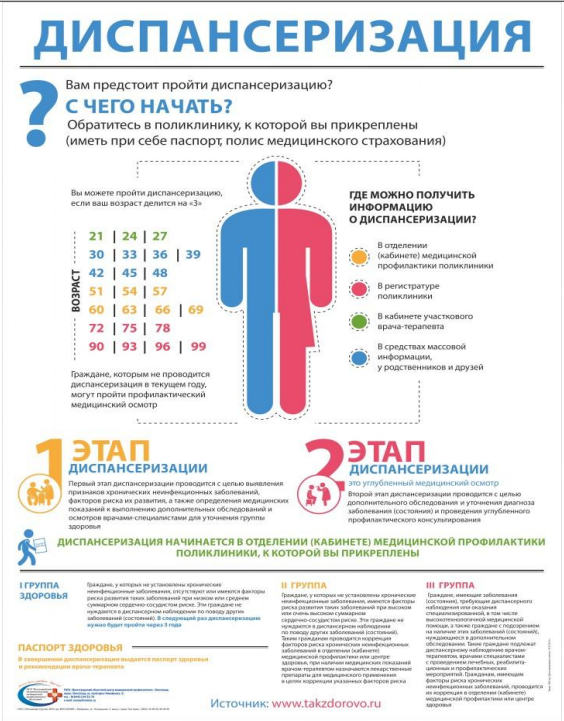 ДИСПАНСЕРИЗАЦИЯ
?
Вам предстоит пройти диспансеризацию?
С ЧЕГО НАЧАТЬ?
Обратитесь в поликлинику, к которой вы прикреплены
(иметь при себе паспорт, полис медицинского страхования)
Вы можете пройти диспансеризацию,
если ваш возраст делится на «3»
ВОЗРАСТ
21 | 24 | 27
30 | 33 | 36 | 39
42 | 45 | 48
51 | 54 | 57
60 | 63 | 66 | 69
72 | 75 | 78
90 | 93 | 96 | 99
Граждане, которым не проводится
диспансеризация в текущем году,
могут пройти профилактический
медицинский осмотр
ГДЕ МОЖНО ПОЛУЧИТЬ
ИНФОРМАЦИЮ
О ДИСПАНСЕРИЗАЦИИ?
В отделении
(кабинете) медицинской
профилактики поликлиники
В регистратуре
поликлиники
В кабинете участкового
врача-терапевта
В средствах массовой
информации,
у родственников и друзей
1 ЭТАП
ДИСПАНСЕРИЗАЦИИ
Первый этап диспансеризации проводится с целью выявления
признаков хронических неинфекционных заболеваний,
факторов риска их развития, а также определения медицинских
показаний к выполнению дополнительных обследований и
осмотров врачами-специалистами для уточнения группы
здоровья
2 ЭТАП
ДИСПАНСЕРИЗАЦИИ
это углубленный медицинский осмотр
Второй этап диспансеризации проводится с целью
дополнительного обследования и уточнения диагноза
заболевания (состояния) и проведения углубленного
профилактического консультирования
ДИСПАНСЕРИЗАЦИЯ НАЧИНАЕТСЯ В ОТДЕЛЕНИИ (КАБИНЕТЕ) МЕДИЦИНСКОЙ ПРОФИЛАКТИКИ
ПОЛИКЛИНИКИ, К КОТОРОЙ ВЫ ПРИКРЕПЛЕНЫ
I ГРУППА
ЗДОРОВЬЯ
Граждане, у которых не установлены хронические
неинфекционные заболевания, отсутствуют или имеются факторы
риска развития таких заболеваний при низком или среднем
суммарном сердечно-сосудистом риске. Эти граждане не
нуждаются в диспансерном наблюдении по поводу других
заболеваний (состояний). В следующий раз диспансеризацию
нужно будет пройти через 3 года
II ГРУППА
Граждане, у которых не установлены хронические
неинфекционные заболевания, имеются факторы
риска развития таких заболеваний при высоком
или очень высоком суммарном
сердечно-сосудистом риске. Эти граждане не
нуждаются в диспансерном наблюдении
по поводу других заболеваний (состояний).
Таким гражданам проводится коррекция
факторов риска хронических неинфекционных
заболеваний в отделении (кабинете)
медицинской профилактики или центре
здоровья, при наличии медицинских показаний
врачом-терапевтом назначаются лекарственные
препараты для медицинского применения
в целях коррекции указанных факторов риска
III ГРУППА
Граждане, имеющие заболевания
(состояния), требующие диспансерного
наблюдения или оказания
специализированной, в том числе
высокотехнологичной медицинской
помощи, а также граждане с подозрением
на наличие этих заболеваний (состояний),
нуждающиеся в дополнительном
обследовании. Такие граждане подлежат
диспансерному наблюдению врачом-
терапевтом, врачами-специалистами
с проведением лечебных, реабилита-
ционных и профилактических
мероприятий. Гражданам, имеющим
факторы риска хронических
неинфекционных заболеваний, проводится
их коррекция в отделении (кабинете)
медицинской профилактики или центре
здоровья
ПАСПОРТ ЗДОРОВЬЯ
В завершение диспансеризации выдается паспорт здоровья
и рекомендации врача-терапевта
Источник: www.takzdorovo.ru